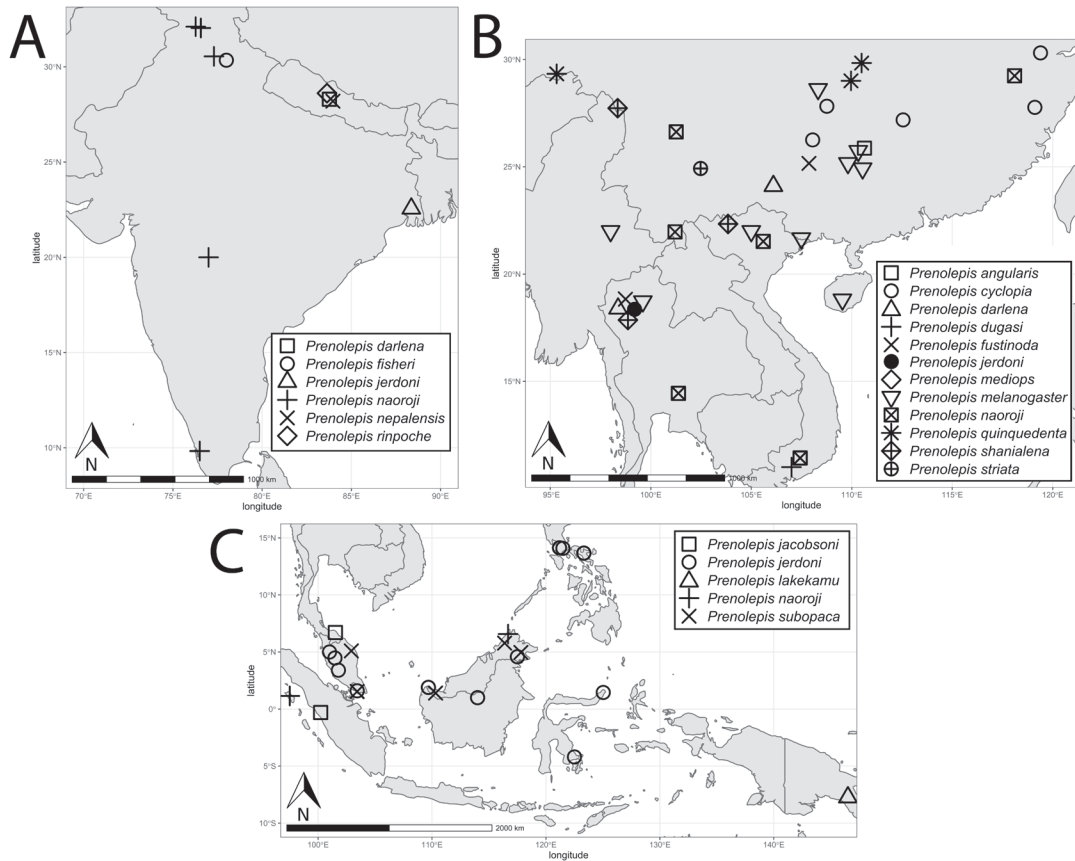 A
30°N
25°N
20°N
15°N
10°N
latitude
Prenolepis darlena
Prenolepis fisheri
Prenolepis jerdoni
Prenolepis naoroji
Prenolepis nepalensis
Prenolepis rinpoche
N
1000 km
70°E 75°E 80°E 85°E 90°E
longitude
B
30°N
25°N
20°N
15°N
latitude
Prenolepis angularis
Prenolepis cyclopia
Prenolepis darlena
Prenolepis dugasi
Prenolepis fustinoda
Prenolepis jerdoni
Prenolepis mediops
Prenolepis melanogaster
Prenolepis naoroji
Prenolepis quinquedenta
Prenolepis shanialena
Prenolepis striata
N
1000 km
95°E 100°E 105°E 110°E 115°E 120°E
longitude
C
15°N
10°N
5°N
0°
5°S
10°S
latitude
Prenolepis jacobsoni
Prenolepis jerdoni
Prenolepis lakekamu
Prenolepis naoroji
Prenolepis subopaca
N
2000 km
100°E 110°E 120°E 130°E 140°E
longitude